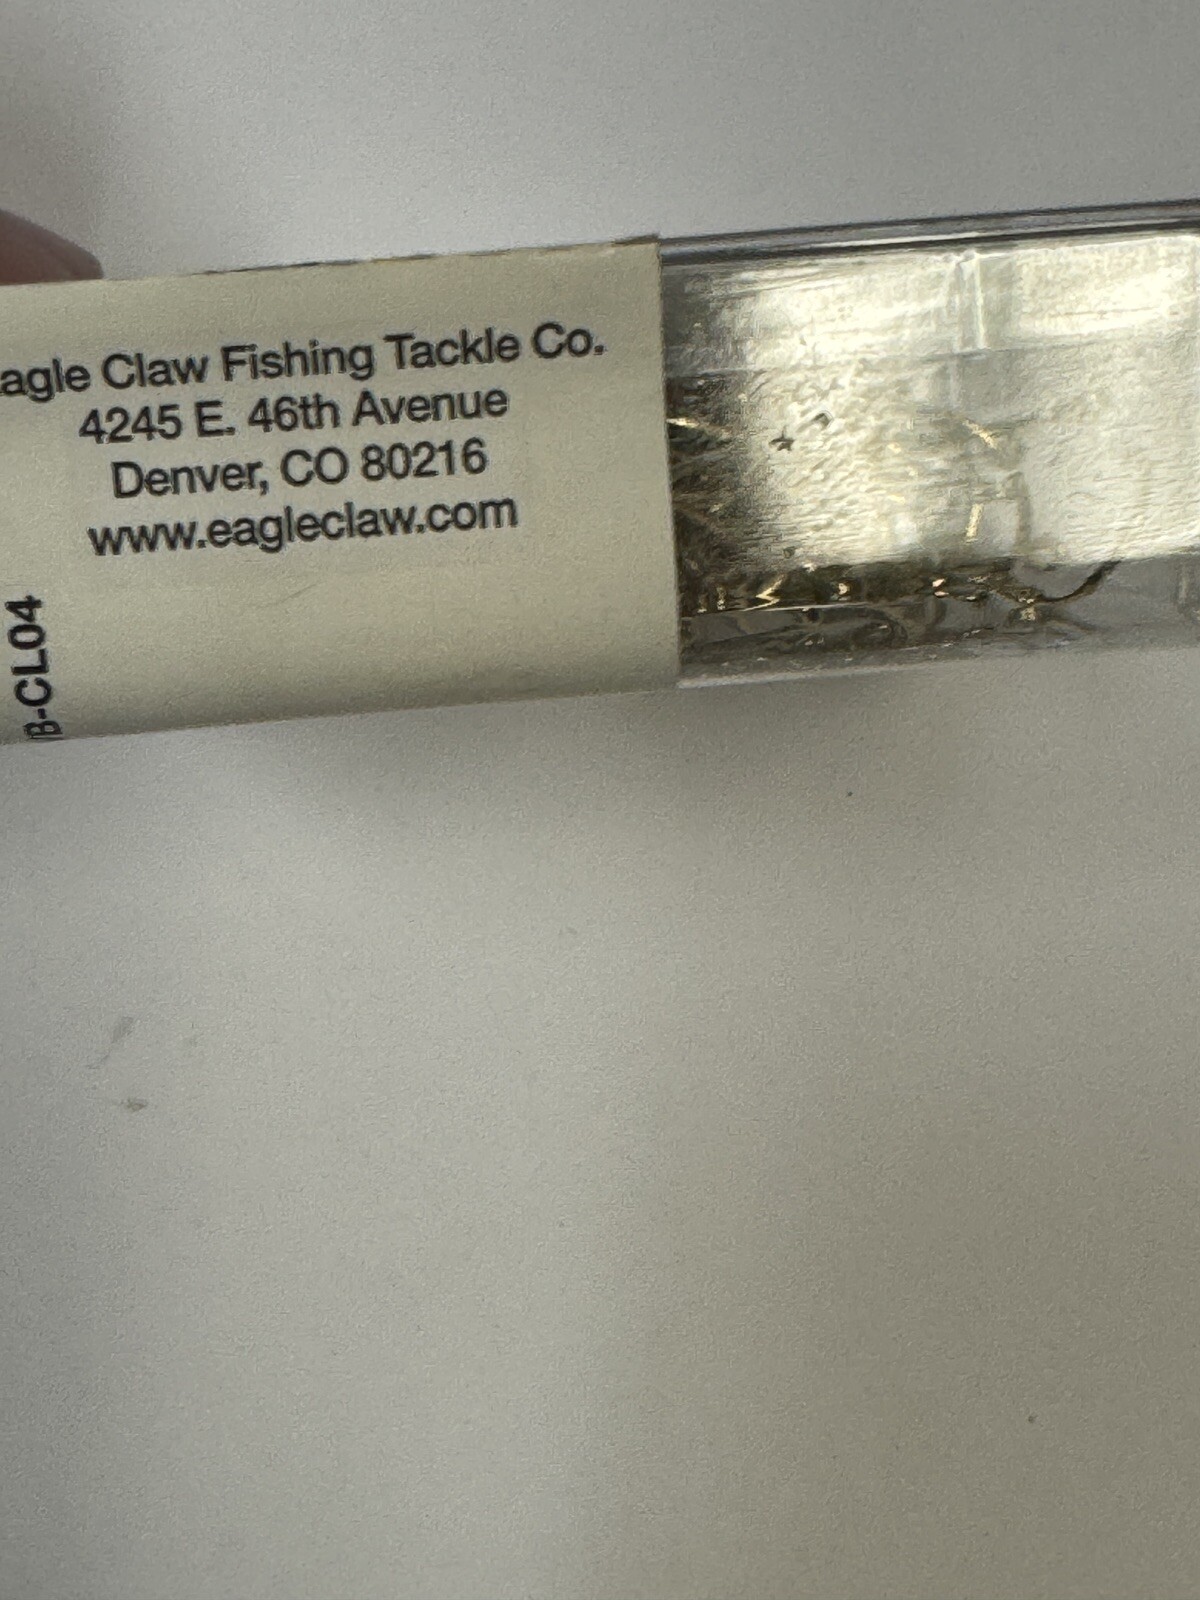 agle Claw Fishing Tackle Co.
4245 E. 46th Avenue
Denver, CO 80216
www.eagleclaw.com
B-CL04